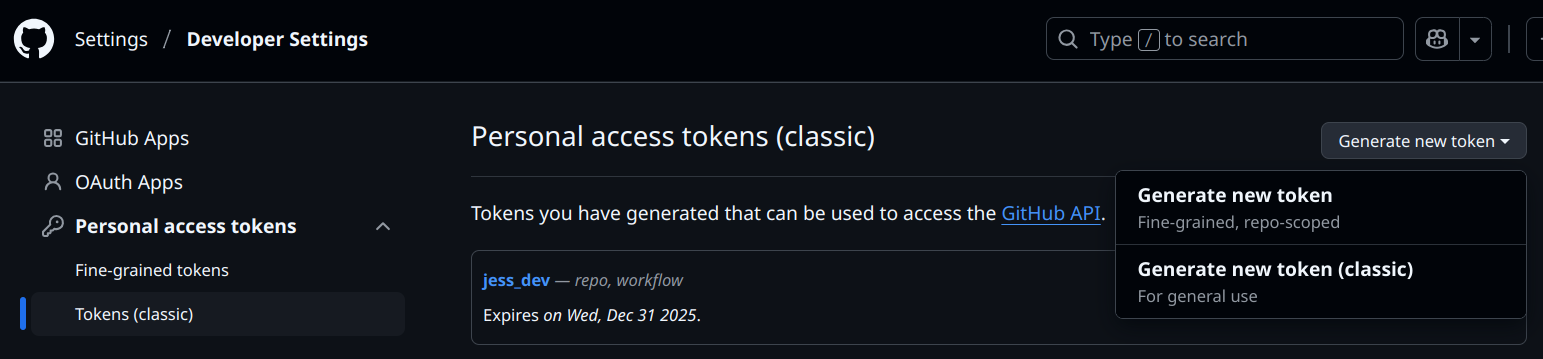 Settings / Developer Settings
Type / to search
GitHub Apps
OAuth Apps
Personal access tokens
Fine-grained tokens
Tokens (classic)
Personal access tokens (classic)
Generate new token
Generate new token
Fine-grained, repo-scoped
Generate new token (classic)
For general use
Tokens you have generated that can be used to access the GitHub API.
jess_dev — repo, workflow
Expires on Wed, Dec 31 2025.